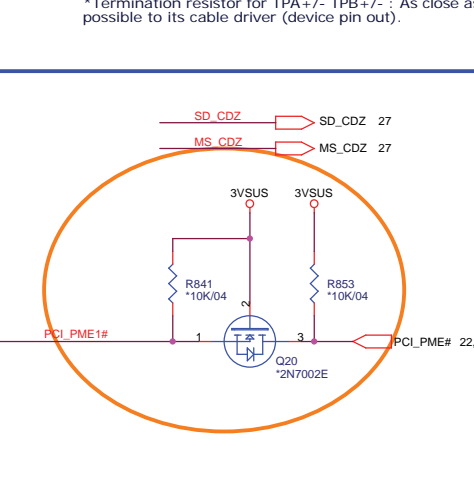 *Termination resistor for TPA+/- TPB+/- : As close as
possible to its cable driver (device pin out).
SD_CDZ SD_CDZ 27
MS_CDZ MS_CDZ 27
3VSUS 3VSUS
R841 R853
*10K/04 *10K/04
2
PCI_PME1# 1 3 PCI_PME# 22,
Q20
*2N7002E